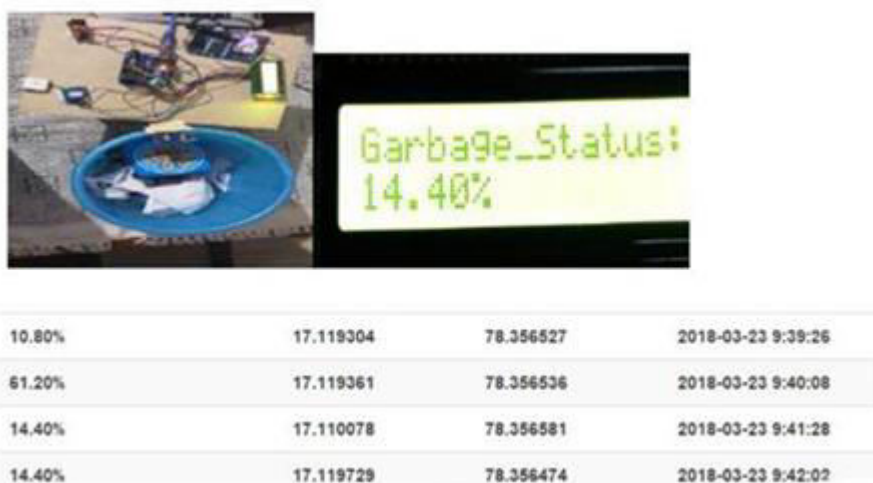 Garbage_Status:
14.40%
10.80% 17.119304 78.356527 2018-03-23 9:39:26
61.20% 17.119361 78.356536 2018-03-23 9:40:08
14.40% 17.110078 78.356581 2018-03-23 9:41:28
14.40% 17.119729 78.356474 2018-03-23 9:42:02